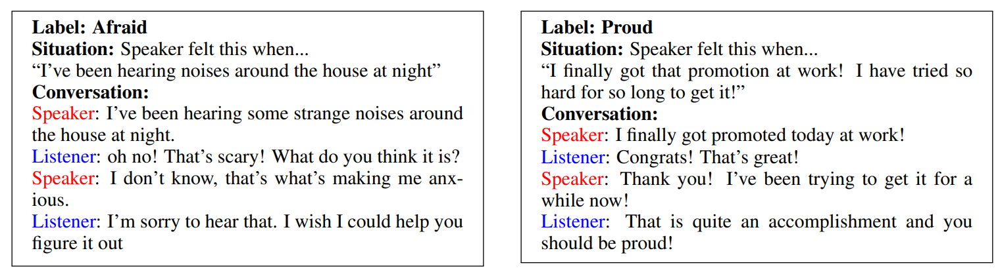 Label: Afraid
Situation: Speaker felt this when...
“I’ve been hearing noises around the house at night”
Conversation:
Speaker: I’ve been hearing some strange noises around
the house at night.
Listener: oh no! That’s scary! What do you think it is?
Speaker: I don’t know, that’s what’s making me anx-
ious.
Listener: I’m sorry to hear that. I wish I could help you
figure it out
Label: Proud
Situation: Speaker felt this when...
“I finally got that promotion at work! I have tried so
hard for so long to get it!”
Conversation:
Speaker: I finally got promoted today at work!
Listener: Congrats! That’s great!
Speaker: Thank you! I’ve been trying to get it for a
while now!
Listener: That is quite an accomplishment and you
should be proud!